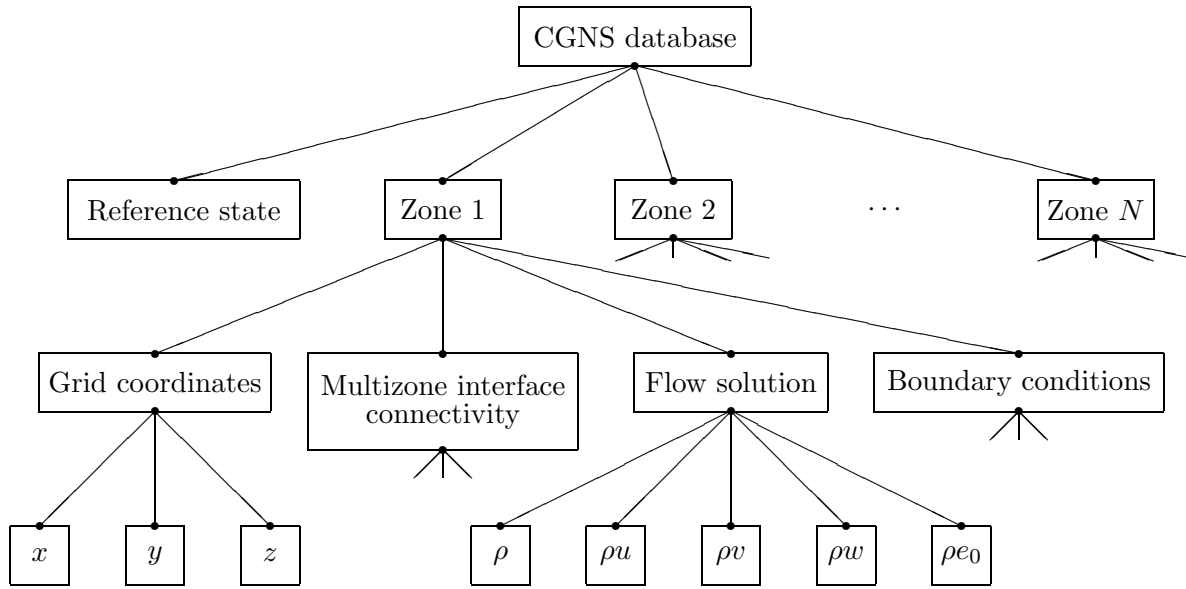 CGNS database
Reference state
Zone 1
Zone 2
...
Zone N
Grid coordinates
Multizone interface
connectivity
Flow solution
Boundary conditions
x
y
z
ρ
ρu
ρv
ρw
ρe₀